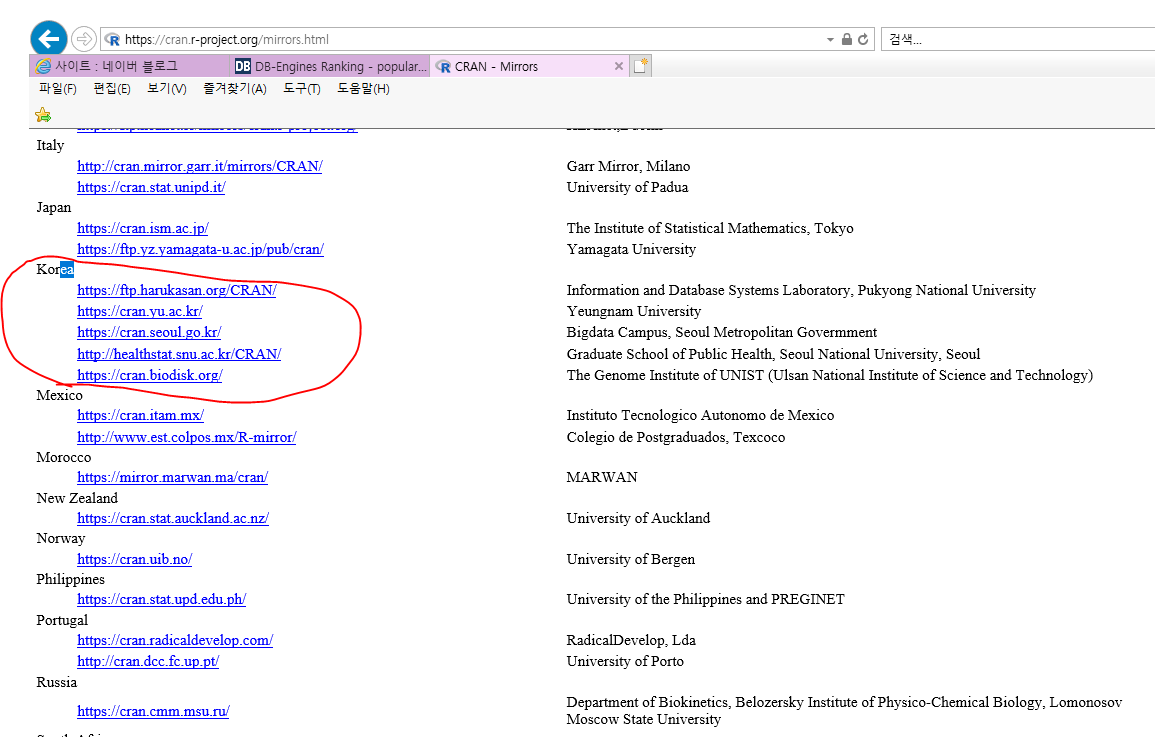 https://cran.r-project.org/mirrors.html
검색...
사이트 : 네이버 블로그
DB DB-Engines Ranking - popular...
CRAN - Mirrors
파일(F) 편집(E) 보기(V) 즐겨찾기(A) 도구(T) 도움말(H)
Italy
http://cran.mirror.garr.it/mirrors/CRAN/ Garr Mirror, Milano
https://cran.stat.unipd.it/ University of Padua
Japan
https://cran.ism.ac.jp/ The Institute of Statistical Mathematics, Tokyo
https://ftp.yz.yamagata-u.ac.jp/pub/cran/ Yamagata University
Korea
https://ftp.harukasan.org/CRAN/ Information and Database Systems Laboratory, Pukyong National University
https://cran.yu.ac.kr/ Yeungnam University
https://cran.seoul.go.kr/ Bigdata Campus, Seoul Metropolitan Govermment
http://healthstat.snu.ac.kr/CRAN/ Graduate School of Public Health, Seoul National University, Seoul
https://cran.biodisk.org/ The Genome Institute of UNIST (Ulsan National Institute of Science and Technology)
Mexico
https://cran.itam.mx/ Instituto Tecnologico Autonomo de Mexico
http://www.est.colpos.mx/R-mirror/ Colegio de Postgraduados, Texcoco
Morocco
https://mirror.marwan.ma/cran/ MARWAN
New Zealand
https://cran.stat.auckland.ac.nz/ University of Auckland
Norway
https://cran.uib.no/ University of Bergen
Philippines
https://cran.stat.upd.edu.ph/ University of the Philippines and PREGINET
Portugal
https://cran.radicaldevelop.com/ RadicalDevelop, Lda
http://cran.dcc.fc.up.pt/ University of Porto
Russia
https://cran.cmm.msu.ru/ Department of Biokinetics, Belozersky Institute of Physico-Chemical Biology, Lomonosov
Moscow State University